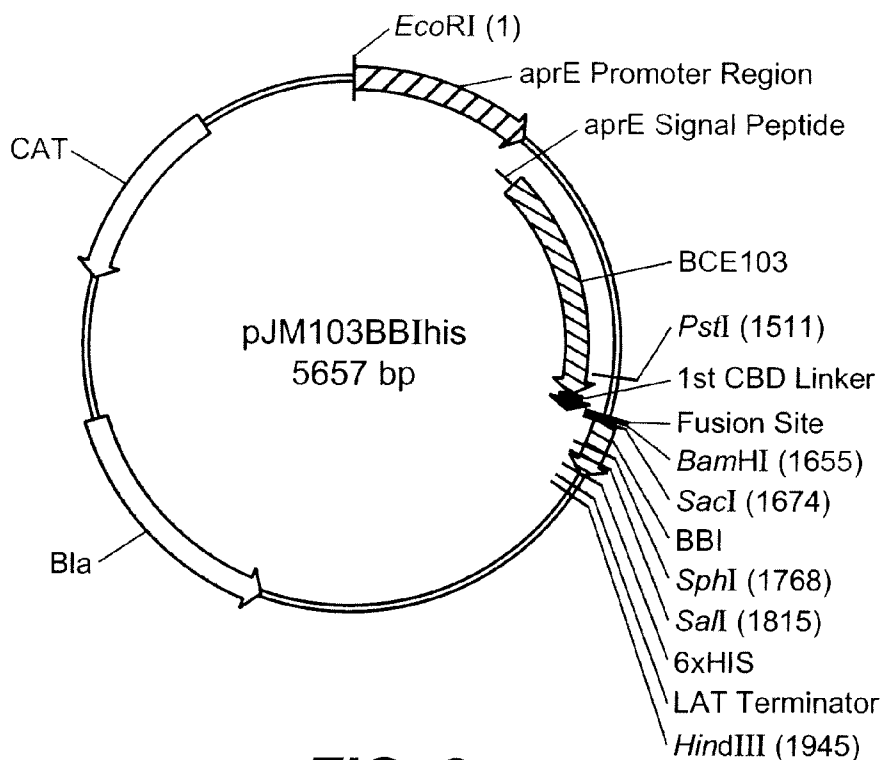 EcoRI (1)
aprE Promoter Region
aprE Signal Peptide
CAT
BCE103
pJM103BBIhis
5657 bp
PstI (1511)
1st CBD Linker
Fusion Site
BamHI (1655)
SacI (1674)
BBI
Bla
SphI (1768)
SalI (1815)
6xHIS
LAT Terminator
HindIII (1945)